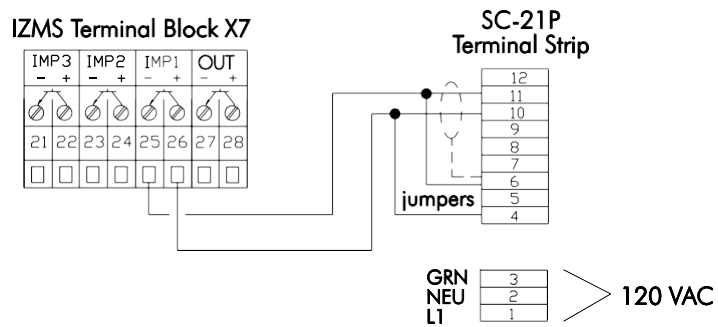 IZMS Terminal Block X7
IMP3 IMP2 IMP1 OUT
- + - + - + - +
21 22 23 24 25 26 27 28
SC-21P
Terminal Strip
12
11
10
9
8
7
6
5
4
jumpers
GRN 3
NEU 2
L1 1
120 VAC